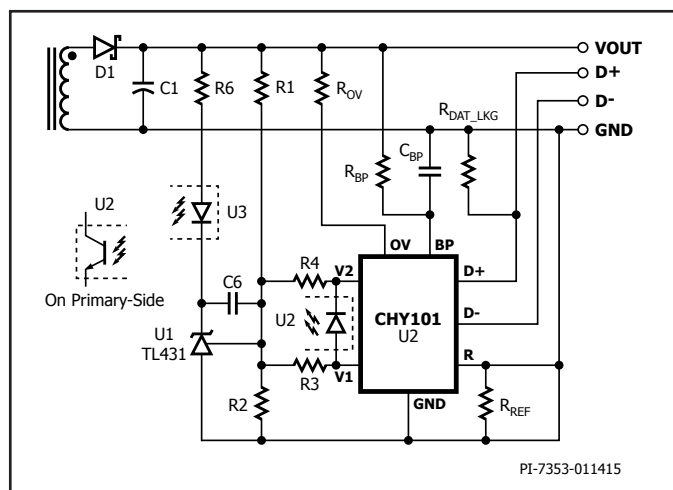 VOUT
D+
D-
GND
D1
C1
R6
R1
ROV
RDAT_LKG
CBP
RBP
U2
U3
On Primary-Side
OV
BP
R4
V2
D+
C6
U2
CHY101
U2
D-
U1
TL431
R3
V1
R
R2
GND
RREF
PI-7353-011415